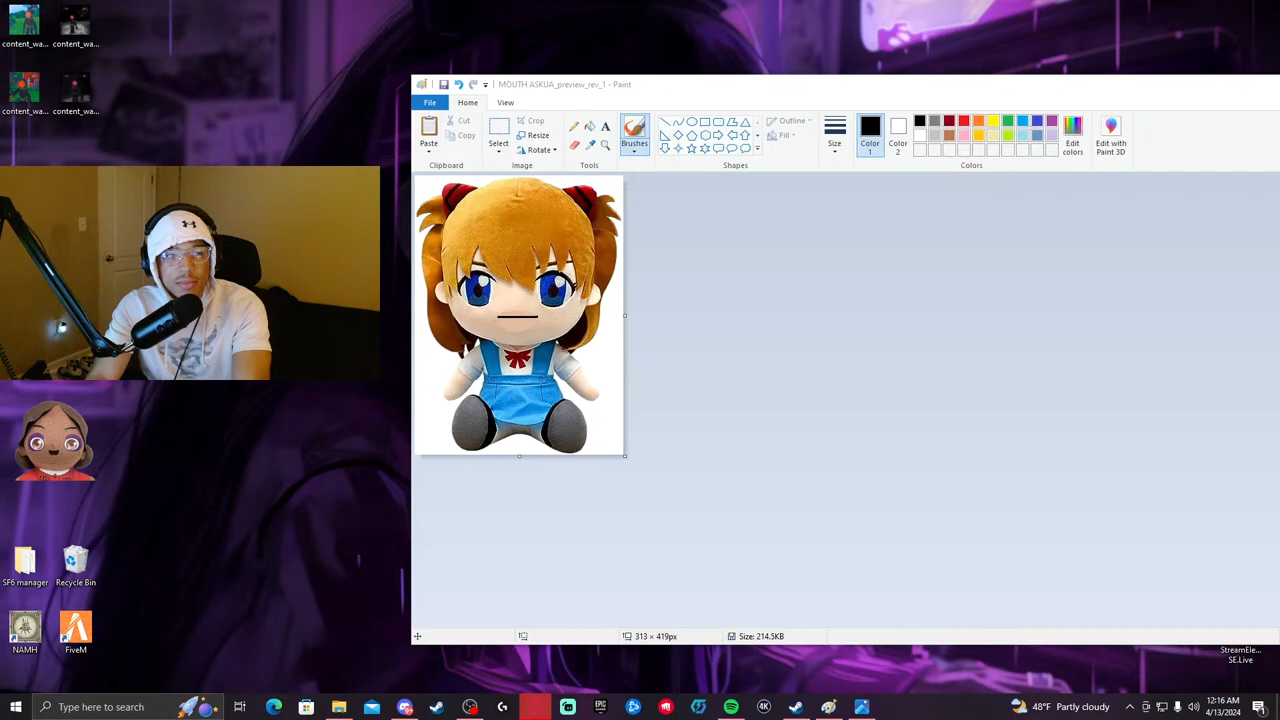 content_wa...
content_wa...
content_wa...
content_wa...
MOUTH ASKUA_preview_rev_1 - Paint
File
Home
View
Paste
Cut
Copy
Clipboard
Select
Crop
Resize
Rotate
Image
A
Tools
Brushes
Outline
Fill
Shapes
Size
Color
1
Color
2
Edit
colors
Colors
Edit with
Paint 3D
313 × 419px
Size: 214.5KB
SF6 manager
Recycle Bin
NAMH
FiveM
StreamEle...
SE.Live
Type here to search
EPIC
GAMES
4K
48°F Partly cloudy
12:16 AM
4/13/2024